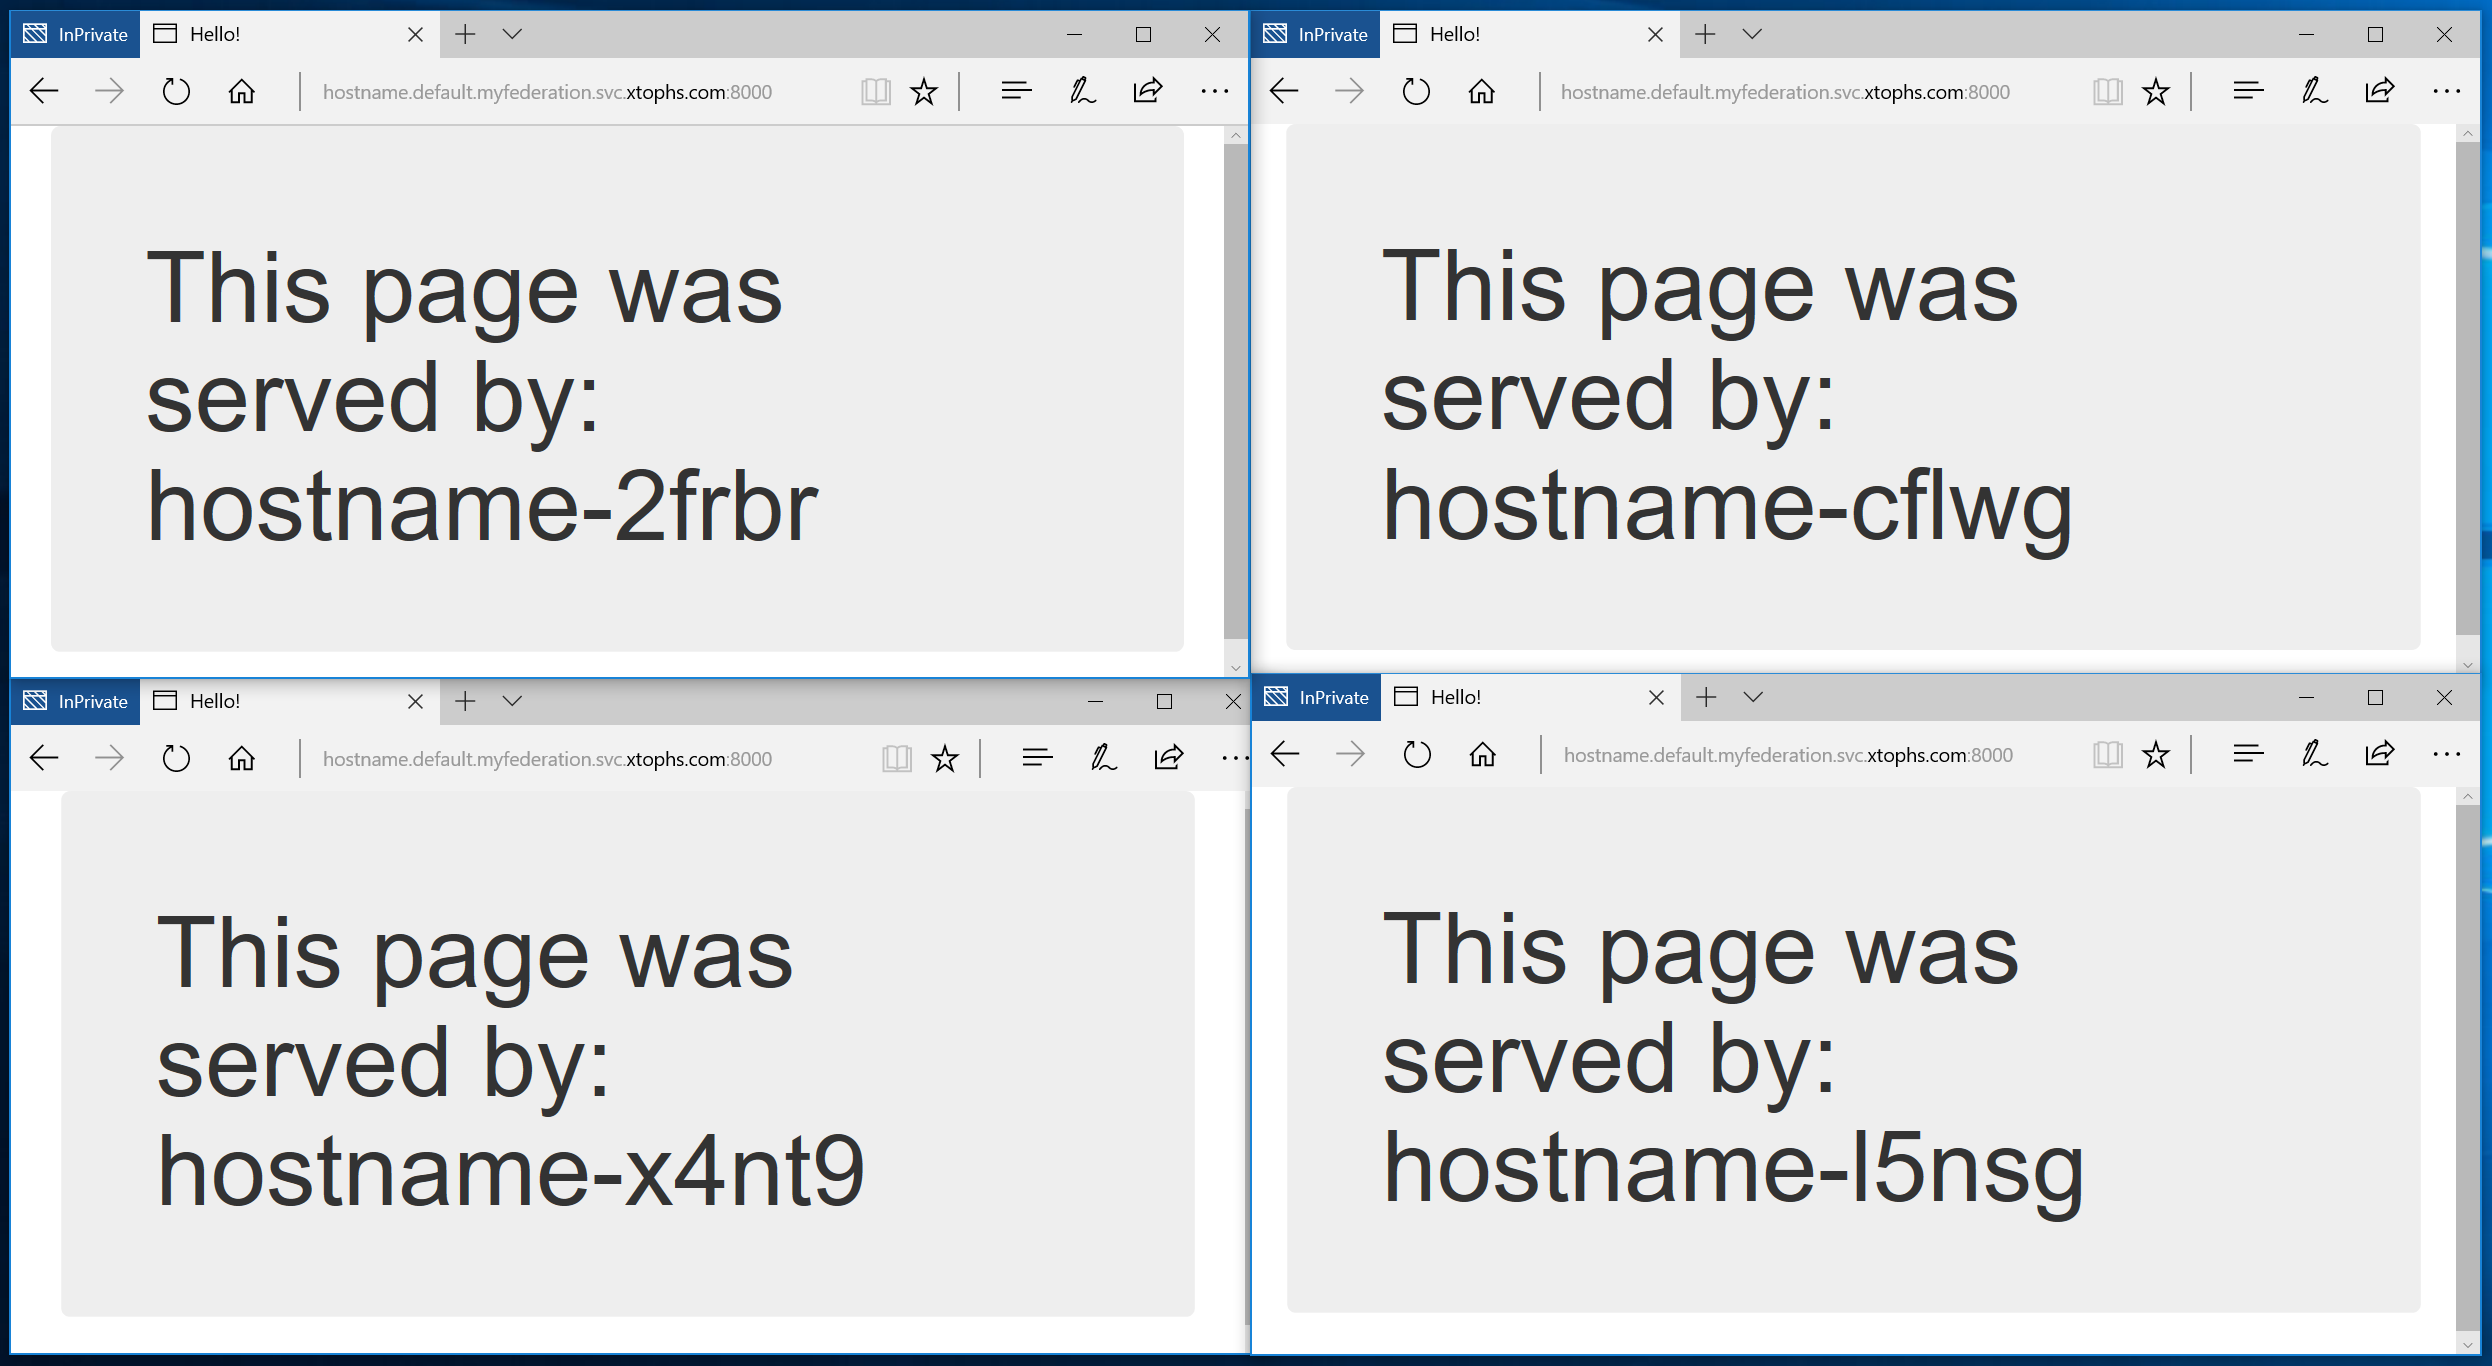 InPrivate Hello!
hostname.default.myfederation.svc.xtophs.com:8000
This page was
served by:
hostname-2frbr
InPrivate Hello!
hostname.default.myfederation.svc.xtophs.com:8000
This page was
served by:
hostname-cflwg
InPrivate Hello!
hostname.default.myfederation.svc.xtophs.com:8000
This page was
served by:
hostname-x4nt9
InPrivate Hello!
hostname.default.myfederation.svc.xtophs.com:8000
This page was
served by:
hostname-l5nsg